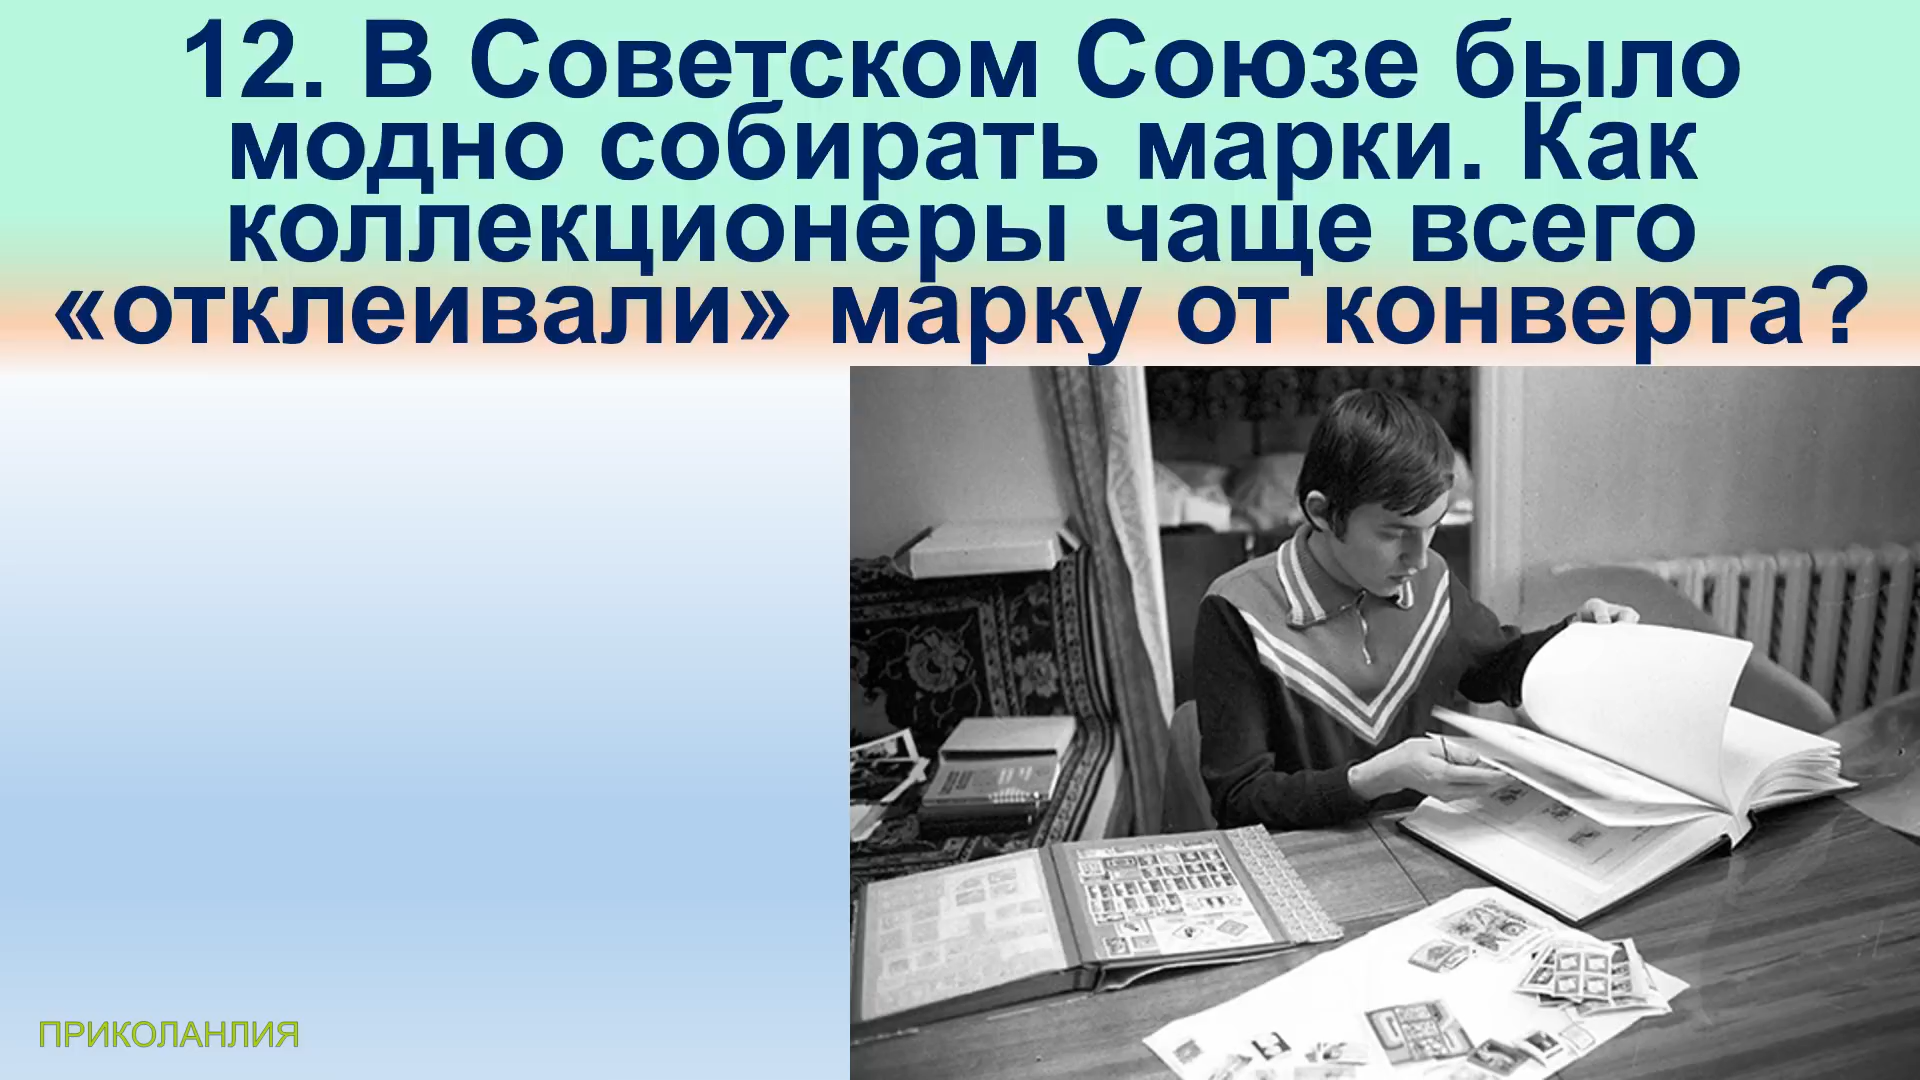 12. В Советском Союзе было
модно собирать марки. Как
коллекционеры чаще всего
«отклеивали» марку от конверта?
ПРИКОЛАНЛИЯ